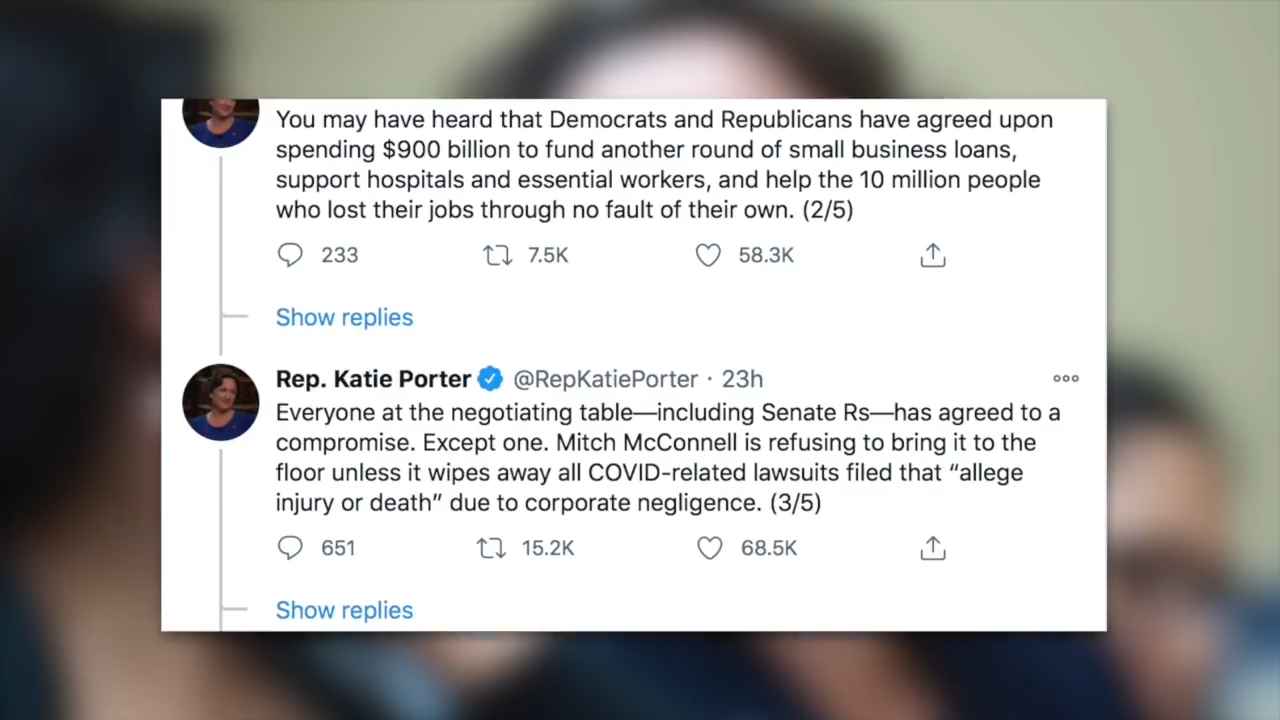 You may have heard that Democrats and Republicans have agreed upon
spending $900 billion to fund another round of small business loans,
support hospitals and essential workers, and help the 10 million people
who lost their jobs through no fault of their own. (2/5)
233 7.5K 58.3K
Show replies
Rep. Katie Porter @RepKatiePorter · 23h
Everyone at the negotiating table—including Senate Rs—has agreed to a
compromise. Except one. Mitch McConnell is refusing to bring it to the
floor unless it wipes away all COVID-related lawsuits filed that “allege
injury or death” due to corporate negligence. (3/5)
651 15.2K 68.5K
Show replies